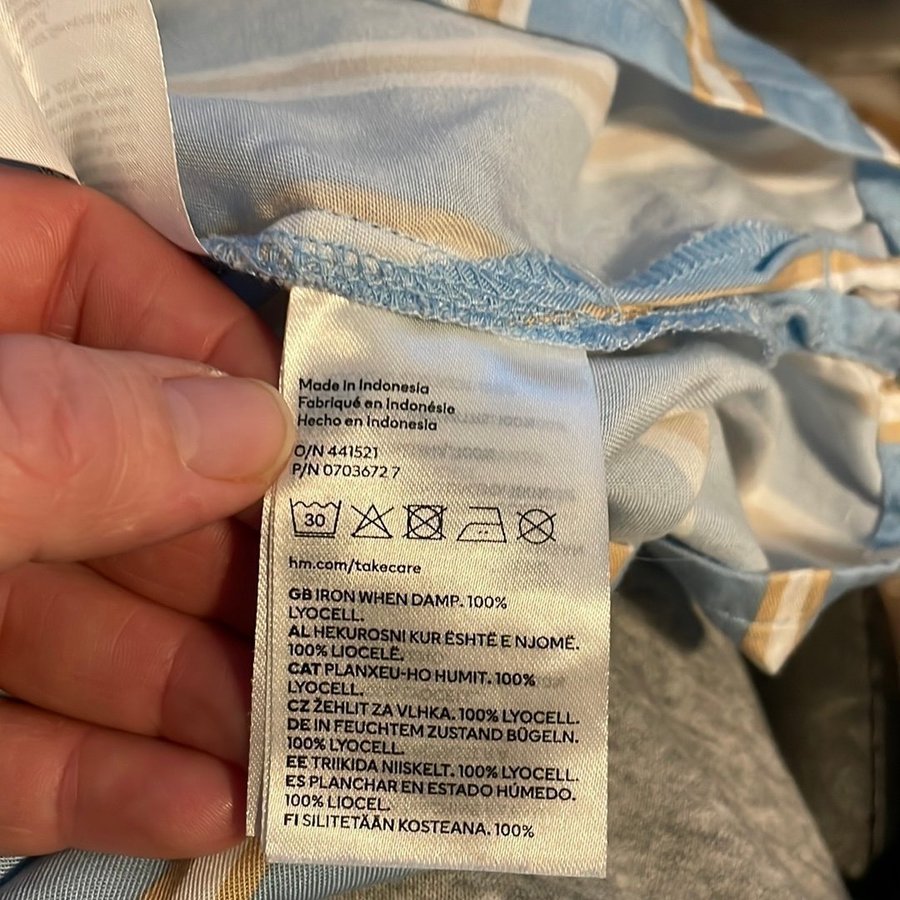 Made in Indonesia
Fabriqué en Indonésie
Hecho en Indonesia
O/N 441521
P/N 0703672 7
30
hm.com/takecare
GB IRON WHEN DAMP. 100%
LYOCELL.
AL HEKUROSNI KUR ËSHTË E NJOMË.
100% LIOCELË.
CAT PLANXEU-HO HUMIT. 100%
LYOCELL.
CZ ŽEHLIT ZA VLHKA. 100% LYOCELL.
DE IN FEUCHTEM ZUSTAND BÜGELN.
100% LYOCELL.
EE TRIIKIDA NIISKELT. 100% LYOCELL.
ES PLANCHAR EN ESTADO HÚMEDO.
100% LIOCEL.
FI SILITETÄÄN KOSTEANA. 100%